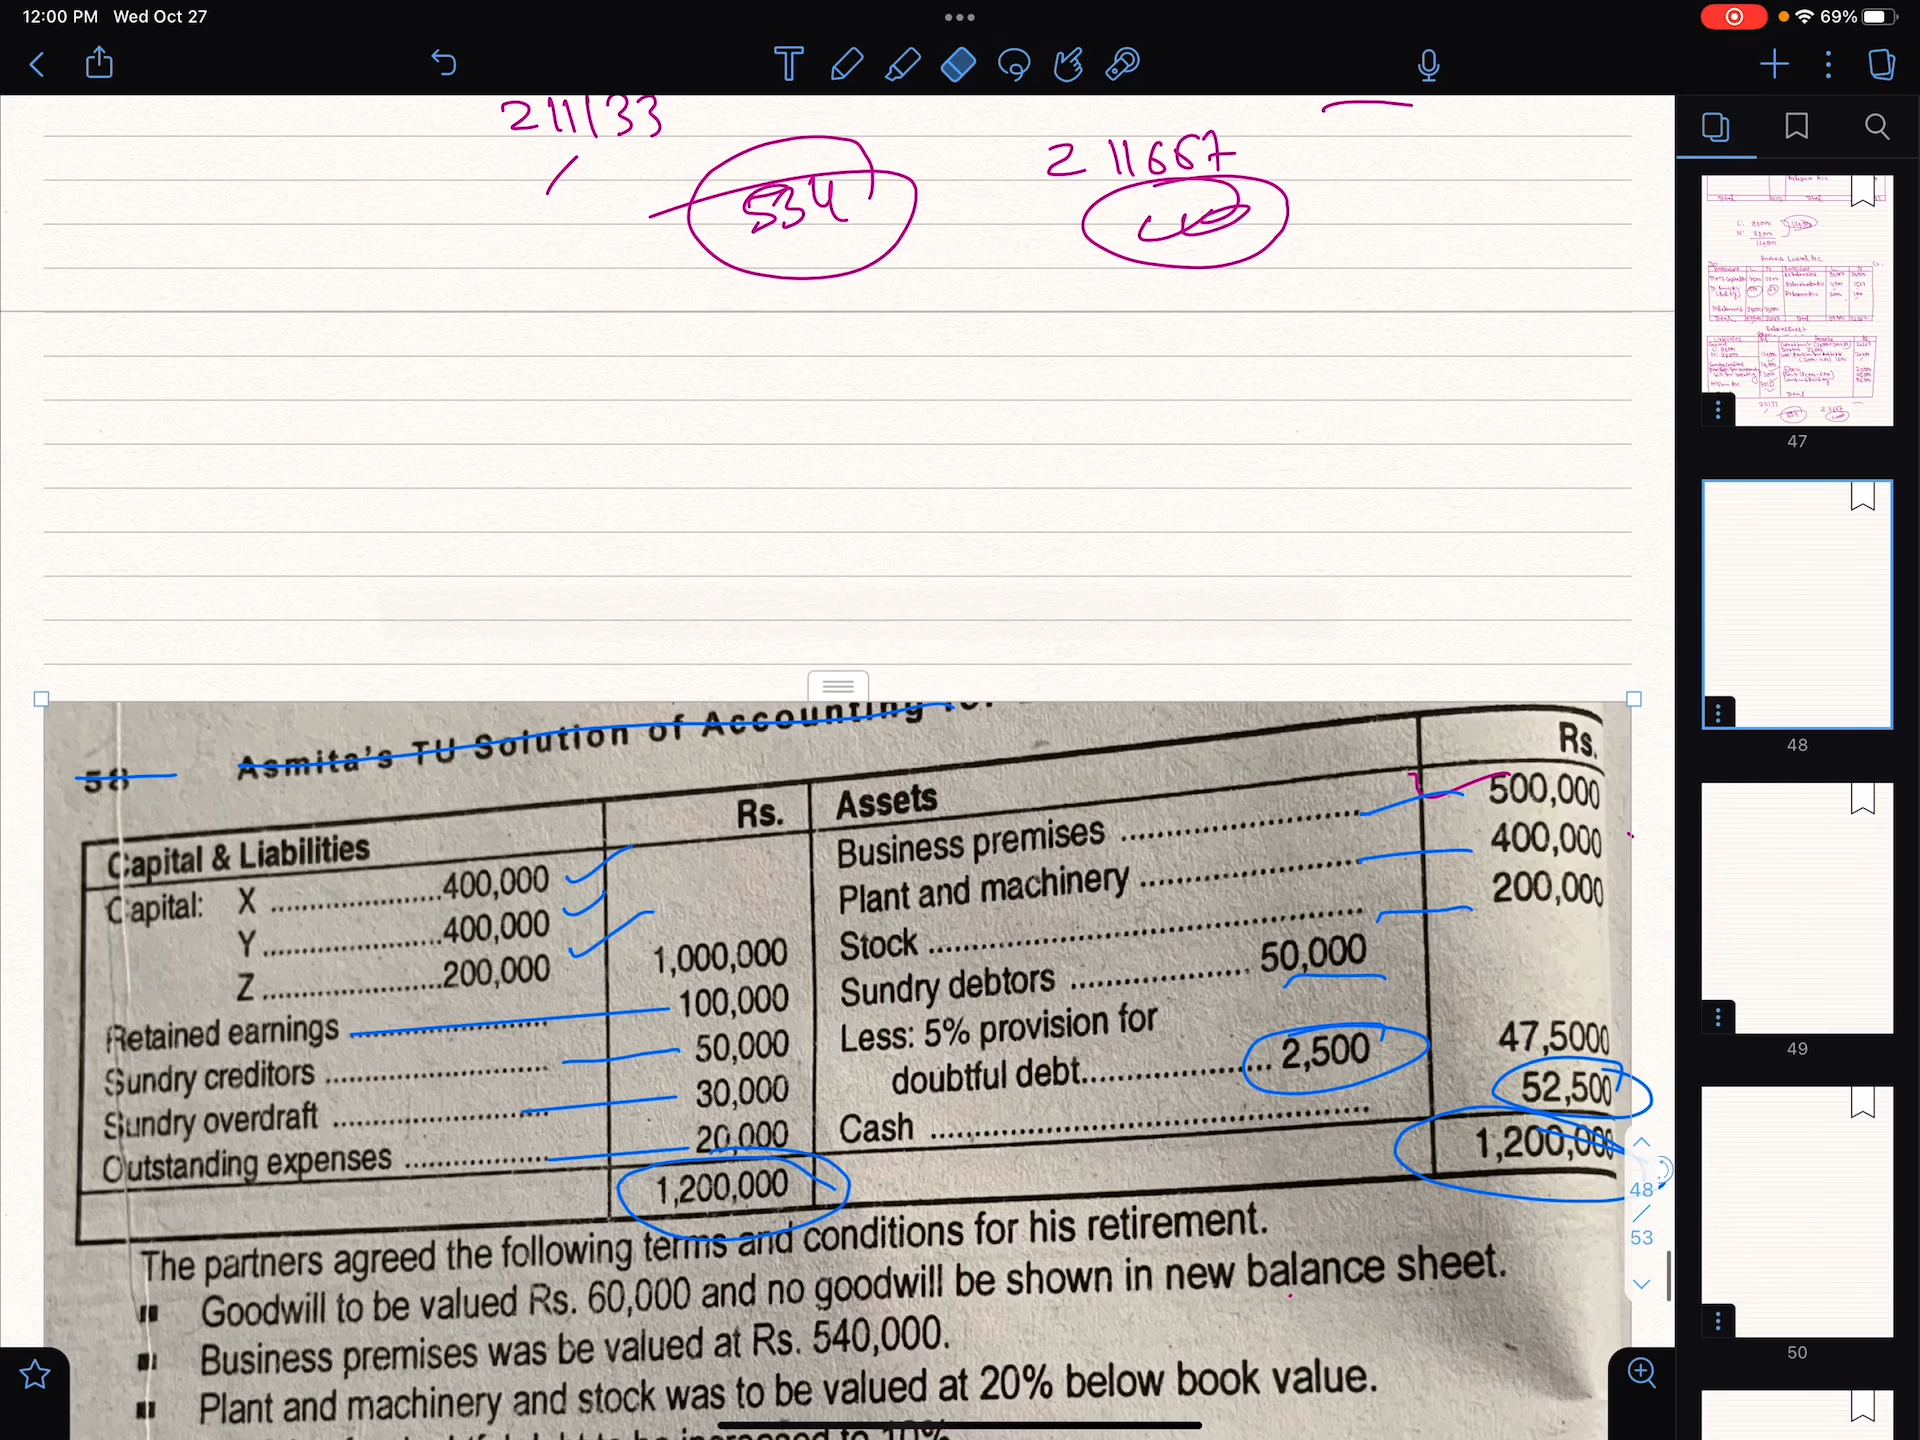 12:00 PM Wed Oct 27
69%
211133
534
211667
47
48
49
50
48
53
58 Asmita's TU Solution of Accounting
Capital & Liabilities Rs. Assets Rs.
Capital: X 400,000
Y 400,000
Z 200,000 1,000,000
Retained earnings 100,000
Sundry creditors 50,000
Sundry overdraft 30,000
Outstanding expenses 20,000
1,200,000
Business premises 500,000
Plant and machinery 400,000
Stock 200,000
Sundry debtors 50,000
Less: 5% provision for
doubtful debt 2,500 47,5000
Cash 52,500
1,200,000
The partners agreed the following terms and conditions for his retirement.
Goodwill to be valued Rs. 60,000 and no goodwill be shown in new balance sheet.
Business premises was be valued at Rs. 540,000.
Plant and machinery and stock was to be valued at 20% below book value.